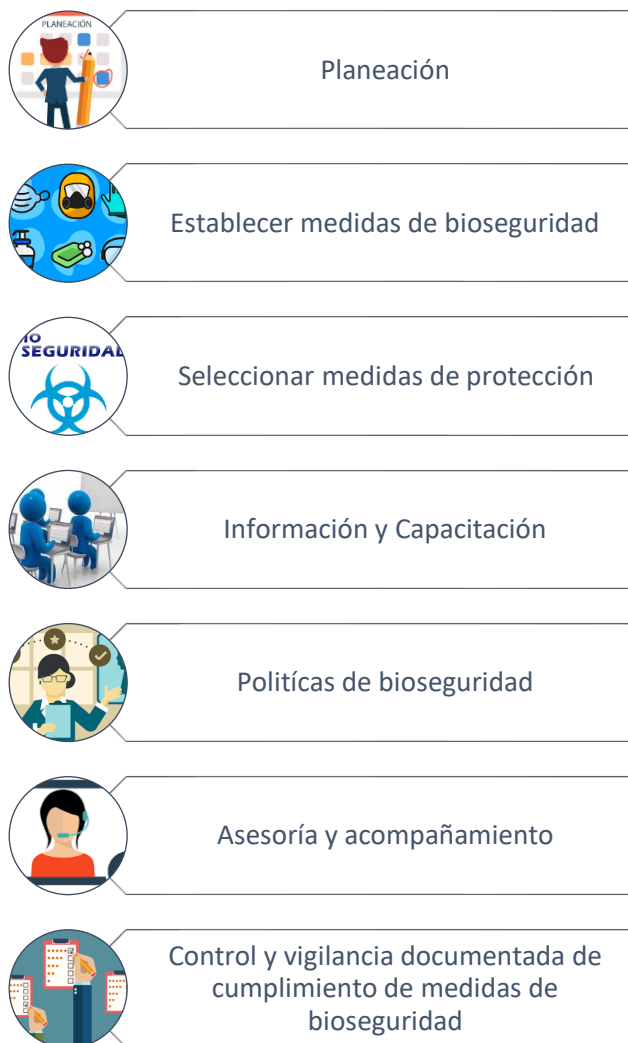 PLANEACIÓN
Planeación
Establecer medidas de bioseguridad
SEGURIDAD
Seleccionar medidas de protección
Información y Capacitación
Politícas de bioseguridad
Asesoría y acompañamiento
Control y vigilancia documentada de
cumplimiento de medidas de
bioseguridad